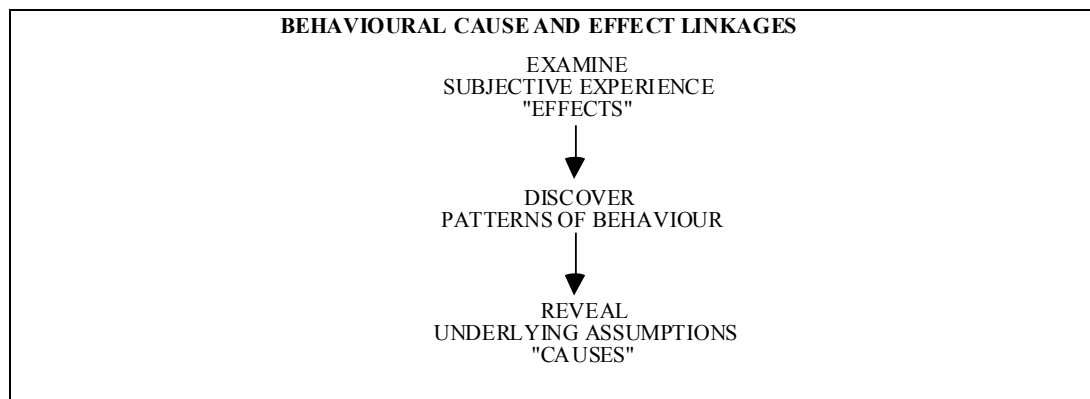 BEHAVIOURAL CAUSE AND EFFECT LINKAGES
EXAMINE
SUBJECTIVE EXPERIENCE
"EFFECTS"
DISCOVER
PATTERNS OF BEHAVIOUR
REVEAL
UNDERLYING ASSUMPTIONS
"CAUSES"